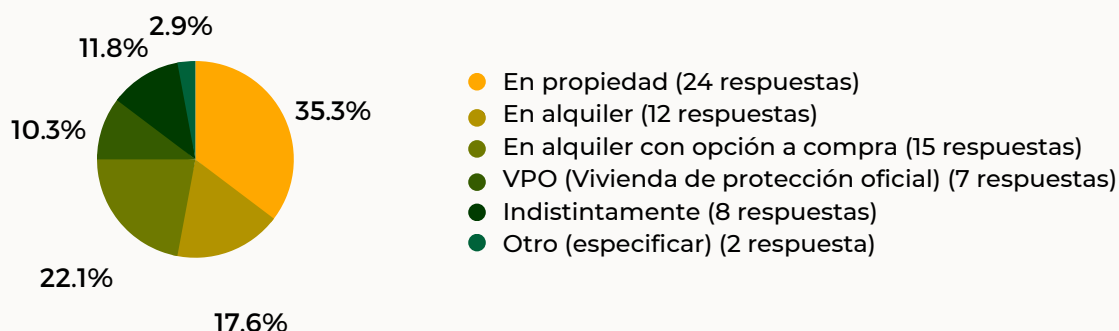 2.9%
11.8%
35.3%
10.3%
22.1%
17.6%
En propiedad (24 respuestas)
En alquiler (12 respuestas)
En alquiler con opción a compra (15 respuestas)
VPO (Vivienda de protección oficial) (7 respuestas)
Indistintamente (8 respuestas)
Otro (especificar) (2 respuesta)